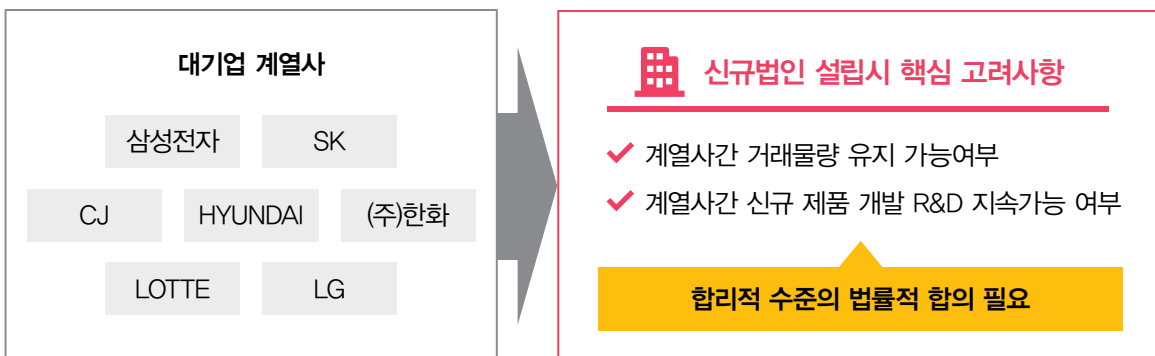 대기업 계열사
삼성전자
SK
CJ
HYUNDAI
(주)한화
LOTTE
LG
신규법인 설립시 핵심 고려사항
계열사간 거래물량 유지 가능여부
계열사간 신규 제품 개발 R&D 지속가능 여부
합리적 수준의 법률적 합의 필요